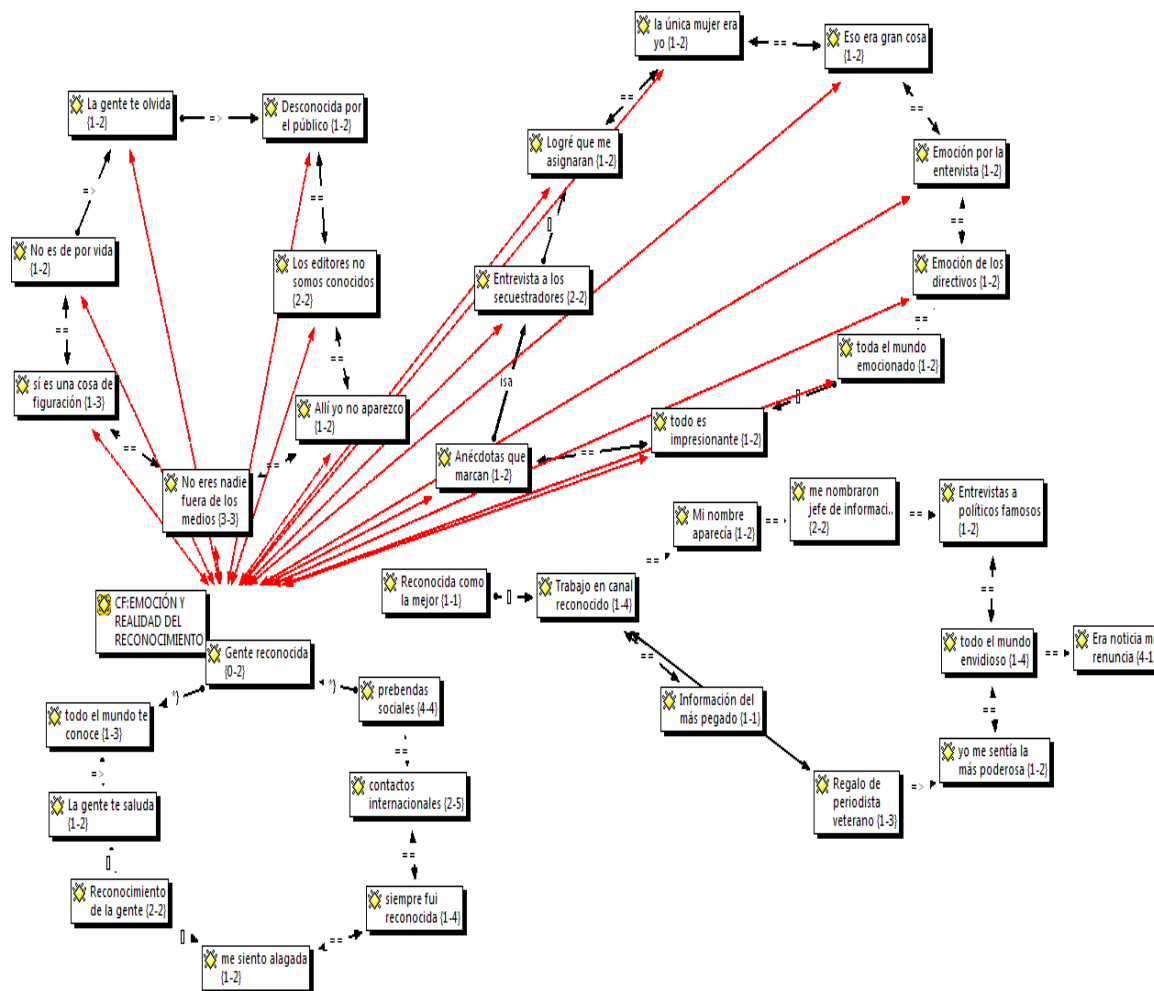 la única mujer era
yo {1-2}
==
Eso era gran cosa
{1-2}
La gente te olvida
{1-2}
=>
Desconocida por
el público {1-2}
==
==
Logré que me
asignaran {1-2}
Emoción por la
entervista {1-2}
=>
==
[]
==
No es de por vida
{1-2}
Los editores no
somos conocidos
{2-2}
Entrevista a los
secuestradores {2-2}
Emoción de los
directivos {1-2}
==
==
==
toda el mundo
emocionado {1-2}
sí es una cosa de
figuración {1-3}
Allí yo no aparezco
{1-2}
isa
[]
todo es
impresionante {1-2}
==
==
Anécdotas que
marcan {1-2}
==
No eres nadie
fuera de los
medios {3-3}
Mi nombre
aparecía {1-2}
==
me nombraron
jefe de informaci..
{2-2}
==
Entrevistas a
políticos famosos
{1-2}
==
==
CF:EMOCIÓN Y
REALIDAD DEL
RECONOCIMIENTO
Reconocida como
la mejor {1-1}
[]
Trabajo en canal
reconocido {1-4}
Gente reconocida
{0-2}
todo el mundo
envidioso {1-4}
==
Era noticia m
renuncia {4-1
*}
*}
prebendas
sociales {4-4}
==
Información del
más pegado {1-1}
==
todo el mundo te
conoce {1-3}
==
yo me sentía la
más poderosa {1-2}
=>
contactos
internacionales {2-5}
Regalo de
periodista
veterano {1-3}
=>
La gente te saluda
{1-2}
==
[]
Reconocimiento
de la gente {2-2}
siempre fui
reconocida {1-4}
[]
==
me siento alagada
{1-2}